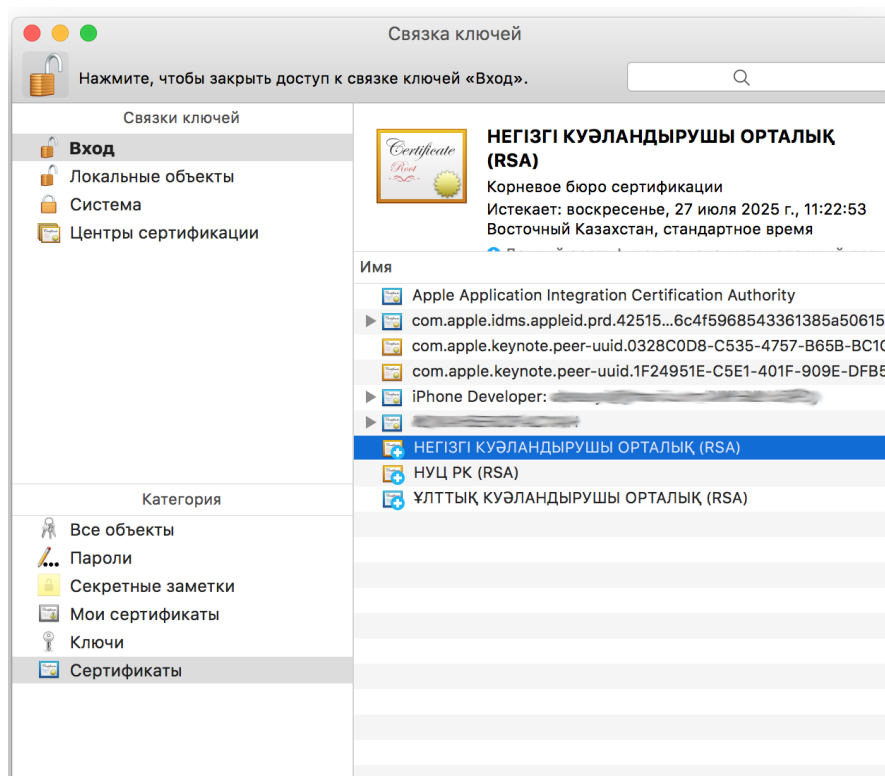 Связка ключей
Нажмите, чтобы закрыть доступ к связке ключей «Вход».
Связки ключей
Вход
Локальные объекты
Система
Центры сертификации
Certificate
Root
НЕГІЗГІ КУӘЛАНДЫРУШЫ ОРТАЛЫҚ
(RSA)
Корневое бюро сертификации
Истекает: воскресенье, 27 июля 2025 г., 11:22:53
Восточный Казахстан, стандартное время
Имя
Apple Application Integration Certification Authority
com.apple.idms.appleid.prd.42515...6c4f5968543361385a50615
com.apple.keynote.peer-uuid.0328C0D8-C535-4757-B65B-BC1C
com.apple.keynote.peer-uuid.1F24951E-C5E1-401F-909E-DFB5
iPhone Developer:
НЕГІЗГІ КУӘЛАНДЫРУШЫ ОРТАЛЫҚ (RSA)
НУЦ РК (RSA)
ҰЛТТЫҚ КУӘЛАНДЫРУШЫ ОРТАЛЫҚ (RSA)
Категория
Все объекты
Пароли
Секретные заметки
Мои сертификаты
Ключи
Сертификаты